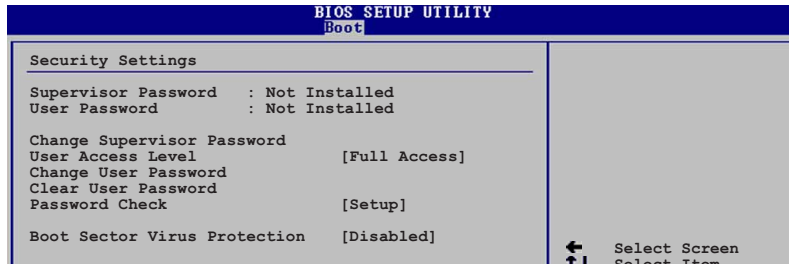 BIOS SETUP UTILITY
Boot
Security Settings
Supervisor Password : Not Installed
User Password : Not Installed
Change Supervisor Password
User Access Level [Full Access]
Change User Password
Clear User Password
Password Check [Setup]
Boot Sector Virus Protection [Disabled]
← Select Screen
↑↓ Select Item